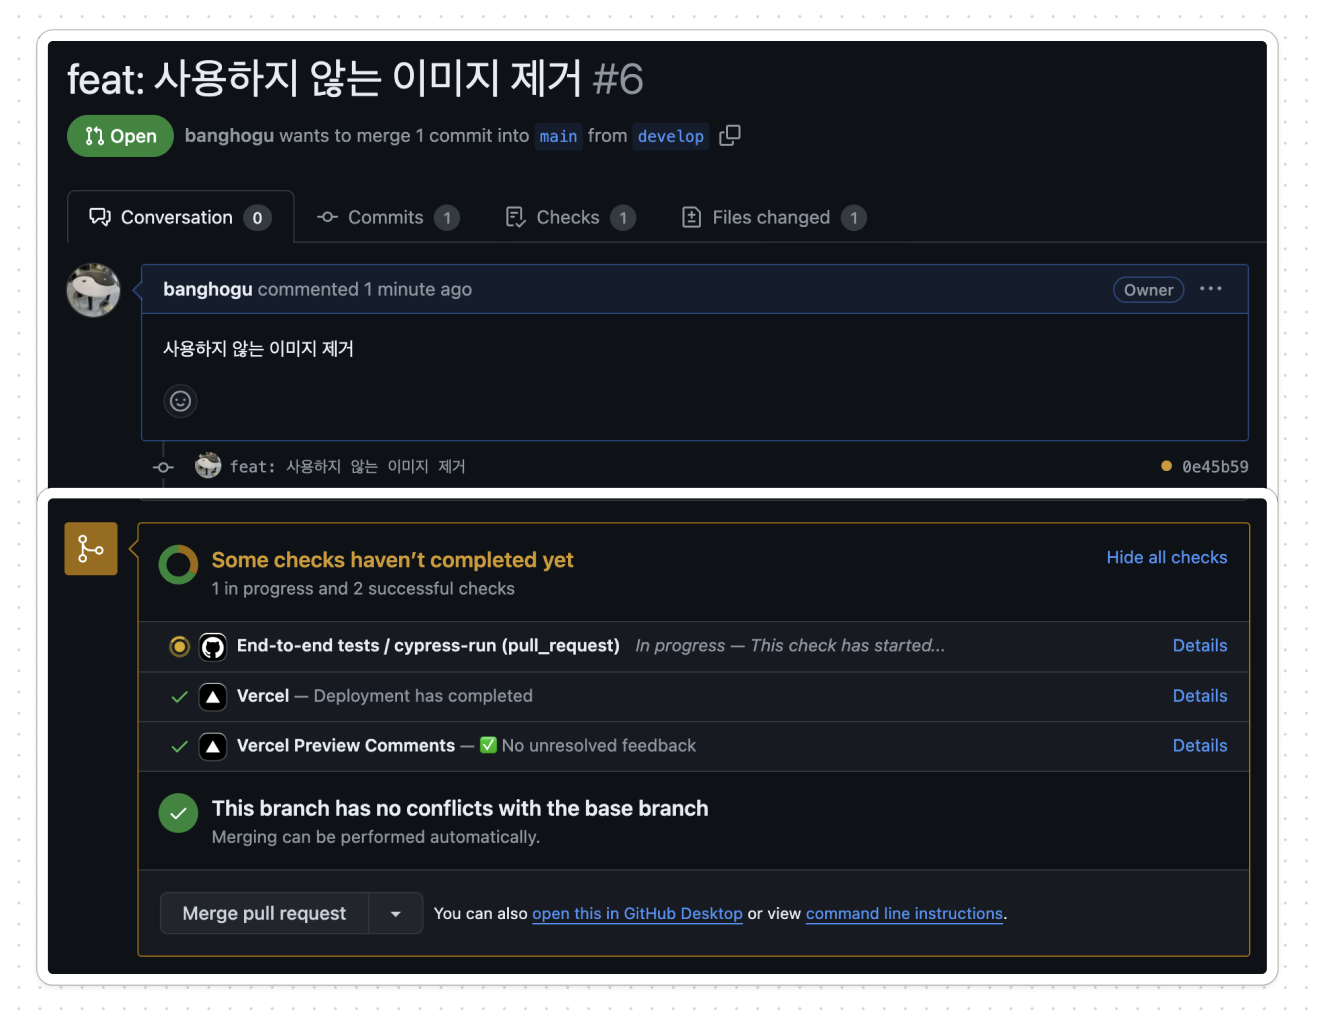 feat: 사용하지 않는 이미지 제거 #6
Open banghogu wants to merge 1 commit into main from develop
Conversation 0 Commits 1 Checks 1 Files changed 1
banghogu commented 1 minute ago Owner ...
사용하지 않는 이미지 제거
feat: 사용하지 않는 이미지 제거 0e45b59
Some checks haven’t completed yet Hide all checks
1 in progress and 2 successful checks
End-to-end tests / cypress-run (pull_request) In progress — This check has started... Details
Vercel — Deployment has completed Details
Vercel Preview Comments — ✅ No unresolved feedback Details
This branch has no conflicts with the base branch
Merging can be performed automatically.
Merge pull request You can also open this in GitHub Desktop or view command line instructions.